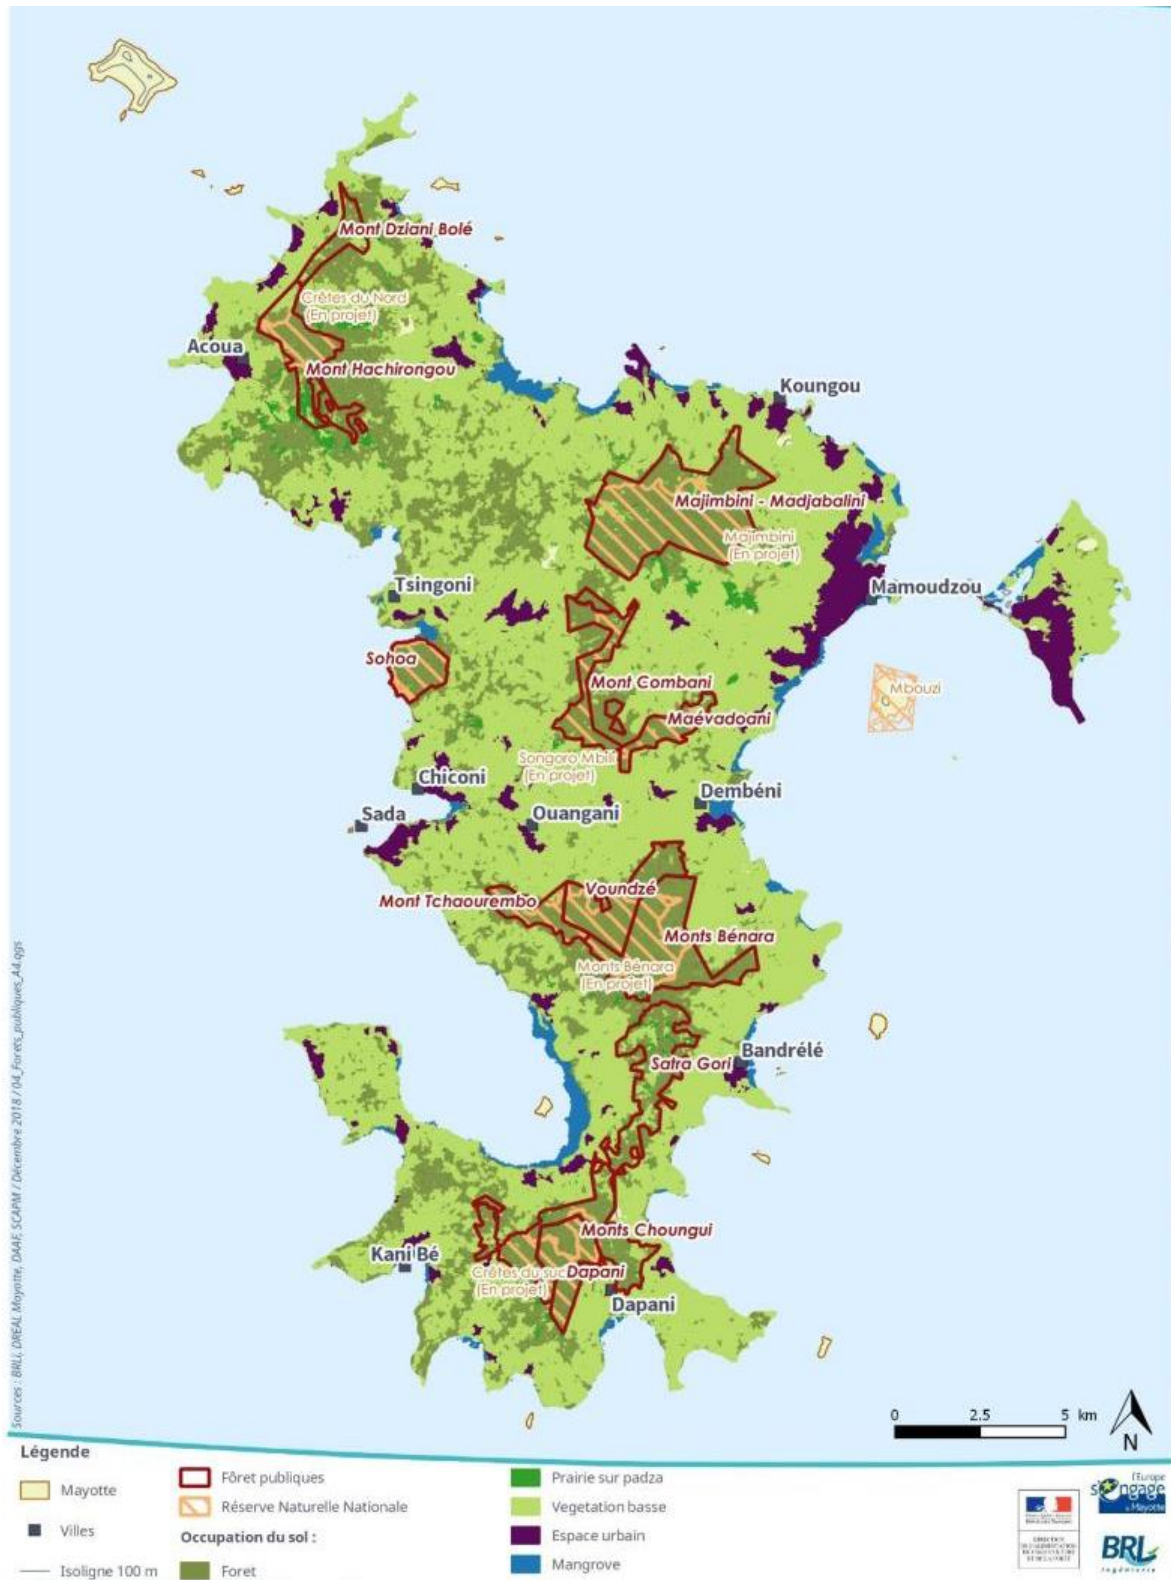 Mont Dziani Bolé
Crêtes du Nord
(En projet)
Acoua
Mont Hachirongou
Koungou
Majimbini - Madjabalini
Majimbini
(En projet)
Tsingoni
Mamoudzou
Sohoa
Mont Combani
Mbouzi
Maévadoani
Songoro Mbili
(En projet)
Chiconi
Dembéni
Sada
Ouangani
Voundzé
Mont Tchaourembo
Monts Bénara
Monts Bénara
(En projet)
Bandrélé
Satra Gori
Monts Choungui
Kani Bé
Crêtes du sud
Dapani
(En projet)
Dapani
Sources : BRLi, DREAL Mayotte, DAAF, SCAPM / Décembre 2018 / 04_Forets_publiques_A4.qgs
0 2.5 5 km
N
Légende
Mayotte
Villes
Isoligne 100 m
Fôret publiques
Réserve Naturelle Nationale
Occupation du sol :
Foret
Prairie sur padza
Vegetation basse
Espace urbain
Mangrove
l'Europe
s'engage
à Mayotte
BRL
Ingénierie